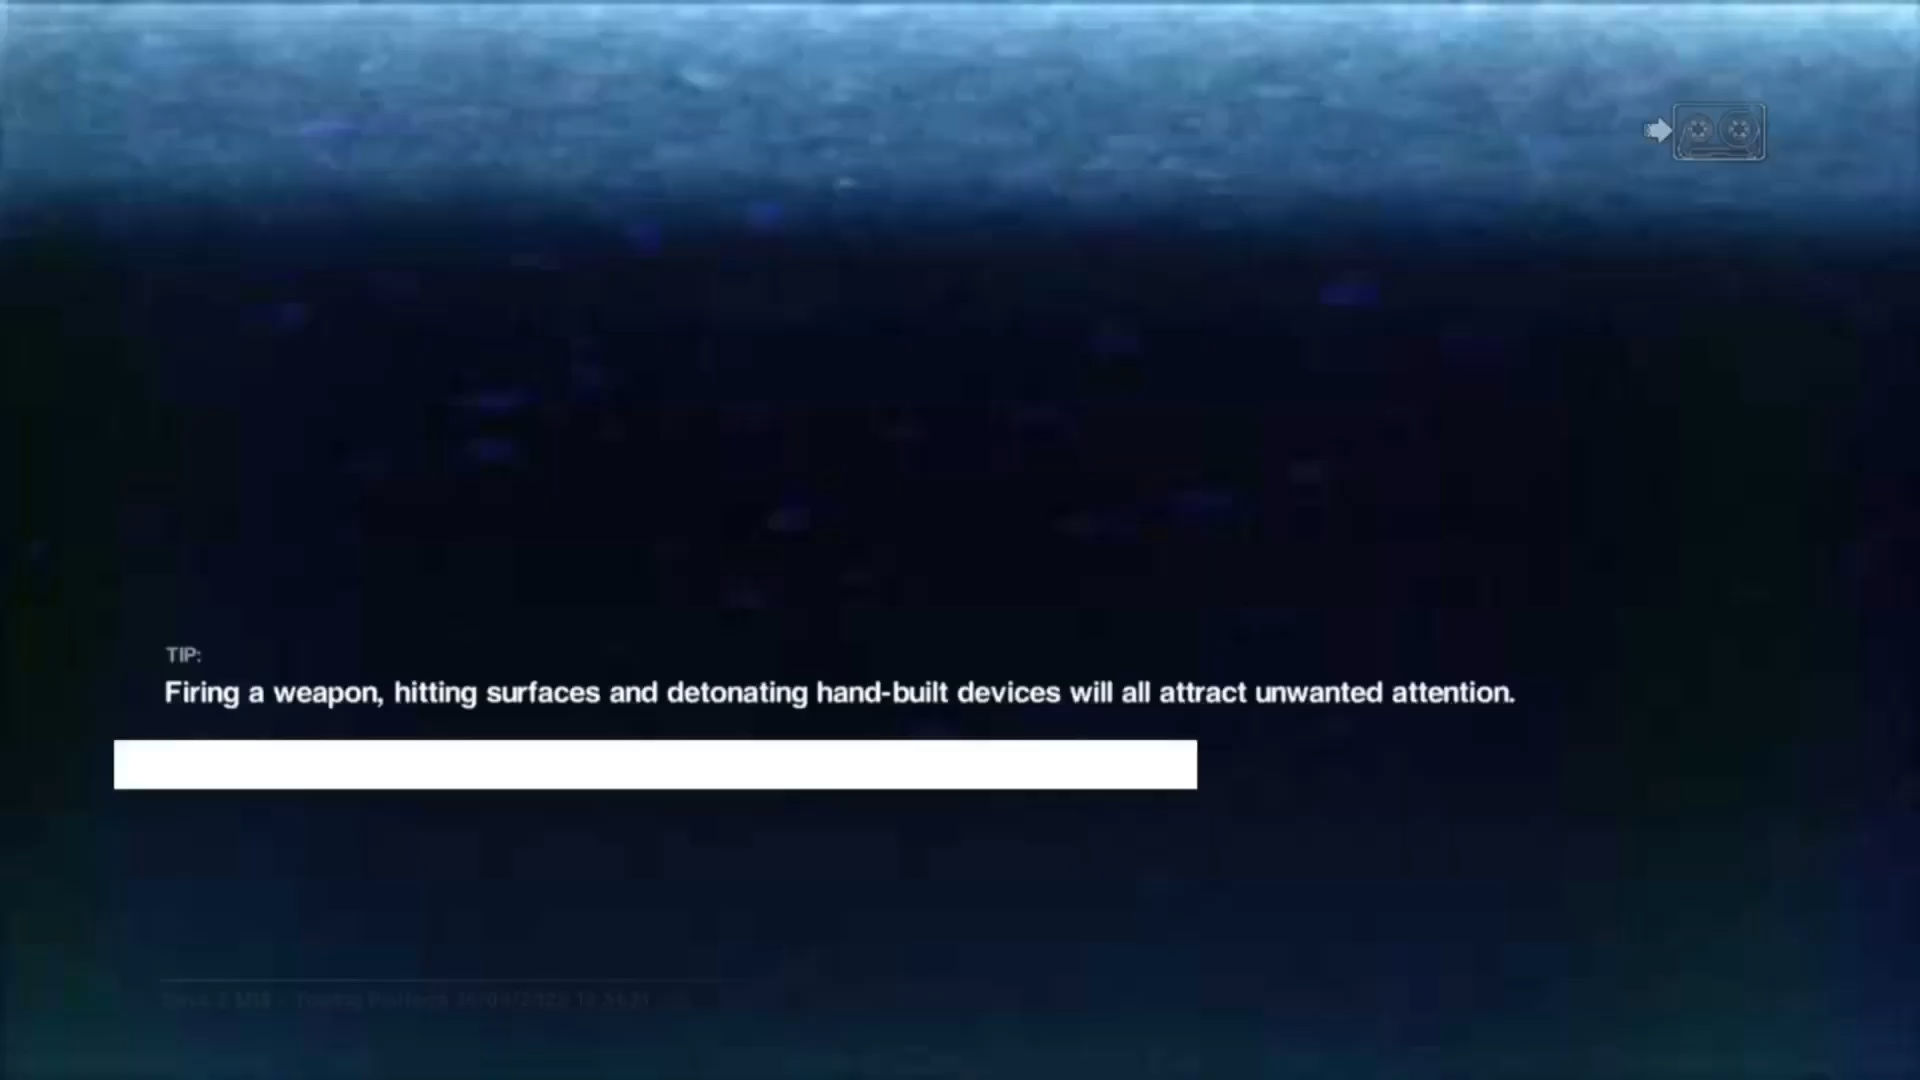 TIP:
Firing a weapon, hitting surfaces and detonating hand-built devices will all attract unwanted attention.